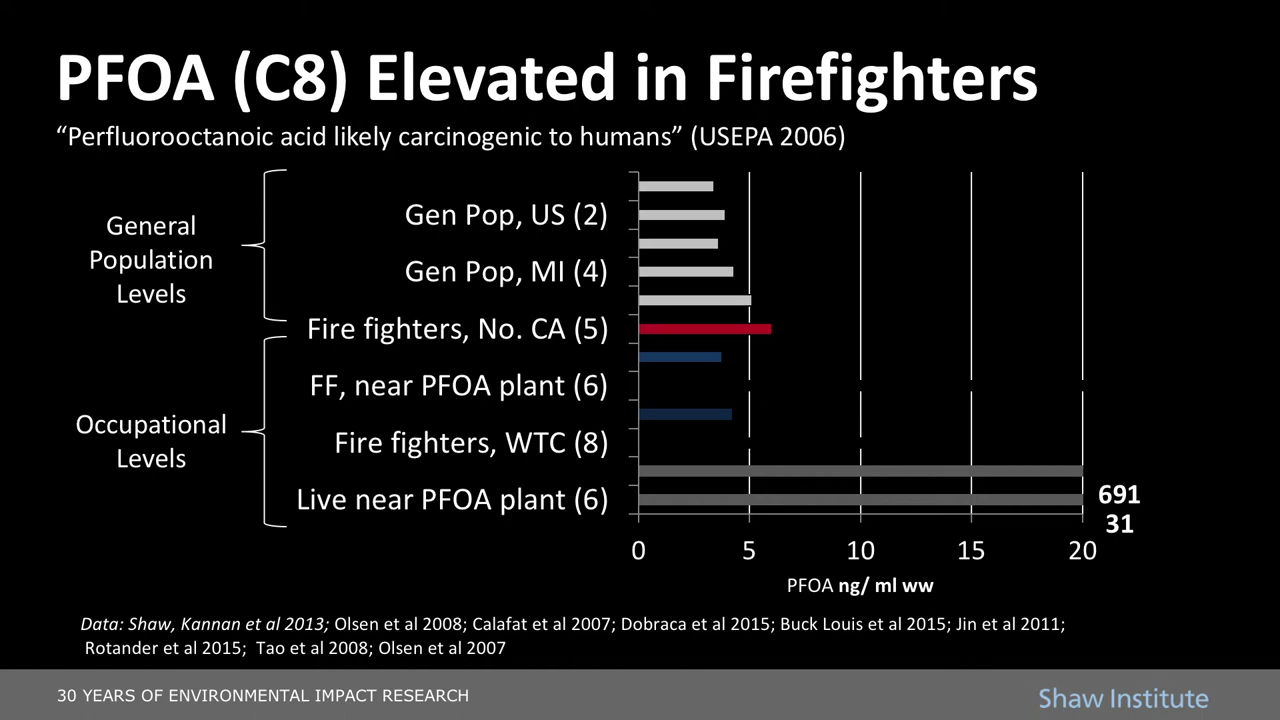 PFOA (C8) Elevated in Firefighters
“Perfluorooctanoic acid likely carcinogenic to humans” (USEPA 2006)
General
Population
Levels
Gen Pop, US (2)
Gen Pop, MI (4)
Fire fighters, No. CA (5)
FF, near PFOA plant (6)
Occupational
Levels
Fire fighters, WTC (8)
Live near PFOA plant (6)
691
31
0 5 10 15 20
PFOA ng/ ml ww
Data: Shaw, Kannan et al 2013; Olsen et al 2008; Calafat et al 2007; Dobraca et al 2015; Buck Louis et al 2015; Jin et al 2011;
Rotander et al 2015; Tao et al 2008; Olsen et al 2007
30 YEARS OF ENVIRONMENTAL IMPACT RESEARCH
Shaw Institute